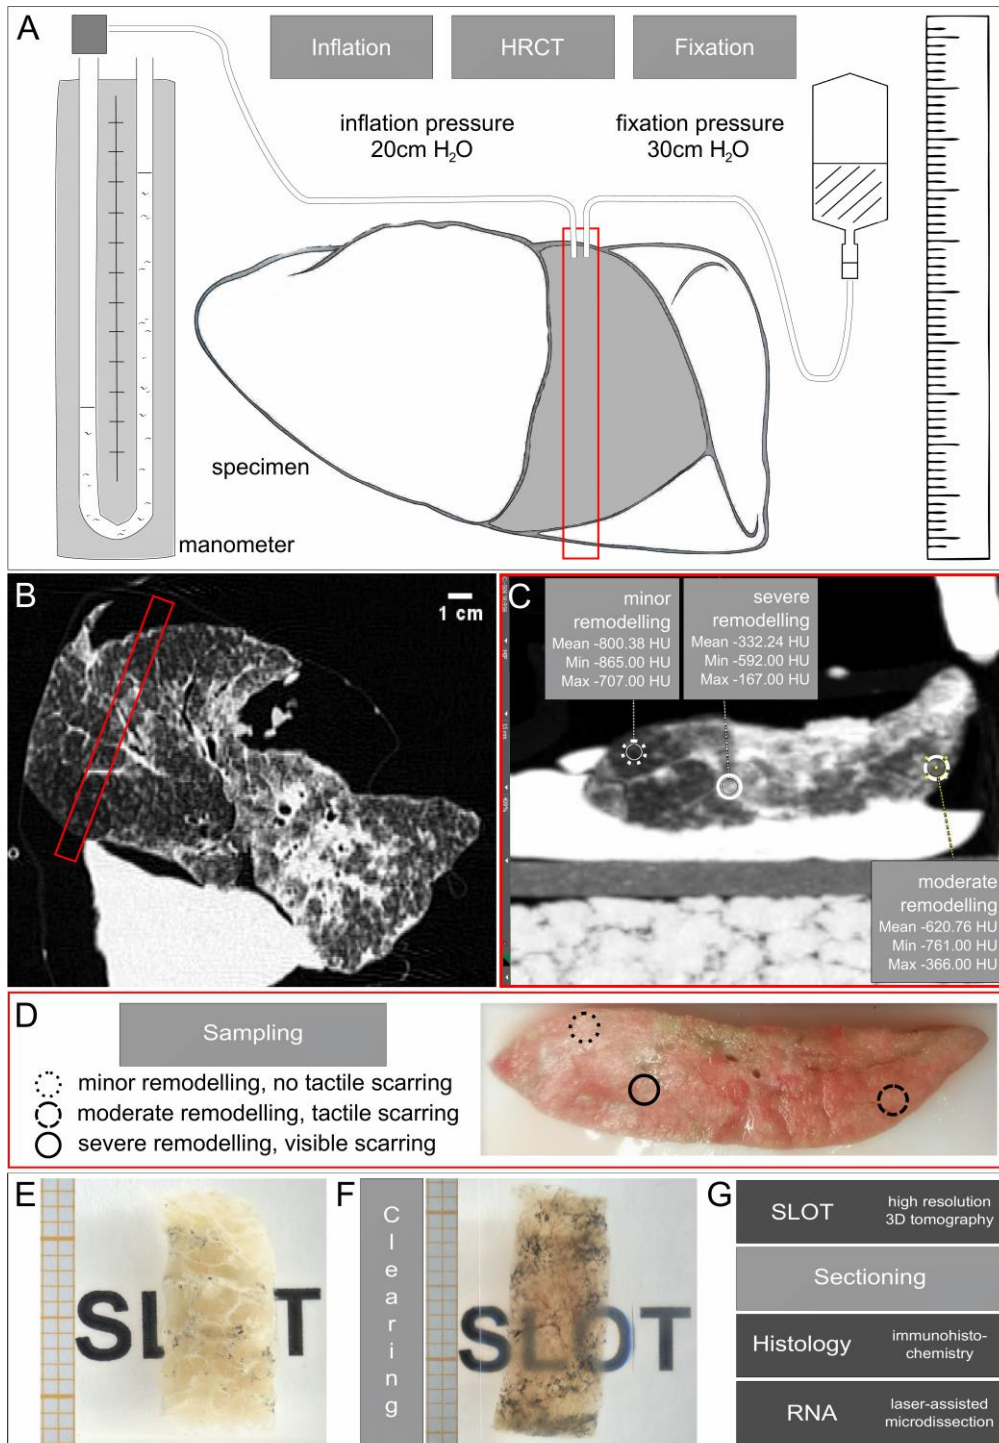 A
Inflation
HRCT
Fixation
inflation pressure
20cm H₂O
fixation pressure
30cm H₂O
specimen
manometer
B
1 cm
C
minor
remodelling
Mean -800.38 HU
Min -865.00 HU
Max -707.00 HU
severe
remodelling
Mean -332.24 HU
Min -592.00 HU
Max -167.00 HU
moderate
remodelling
Mean -620.76 HU
Min -761.00 HU
Max -366.00 HU
D
Sampling
minor remodelling, no tactile scarring
moderate remodelling, tactile scarring
severe remodelling, visible scarring
E
SLOT
F
Clearing
SLOT
G
SLOT
high resolution
3D tomography
Sectioning
Histology
immunohisto-
chemistry
RNA
laser-assisted
microdissection